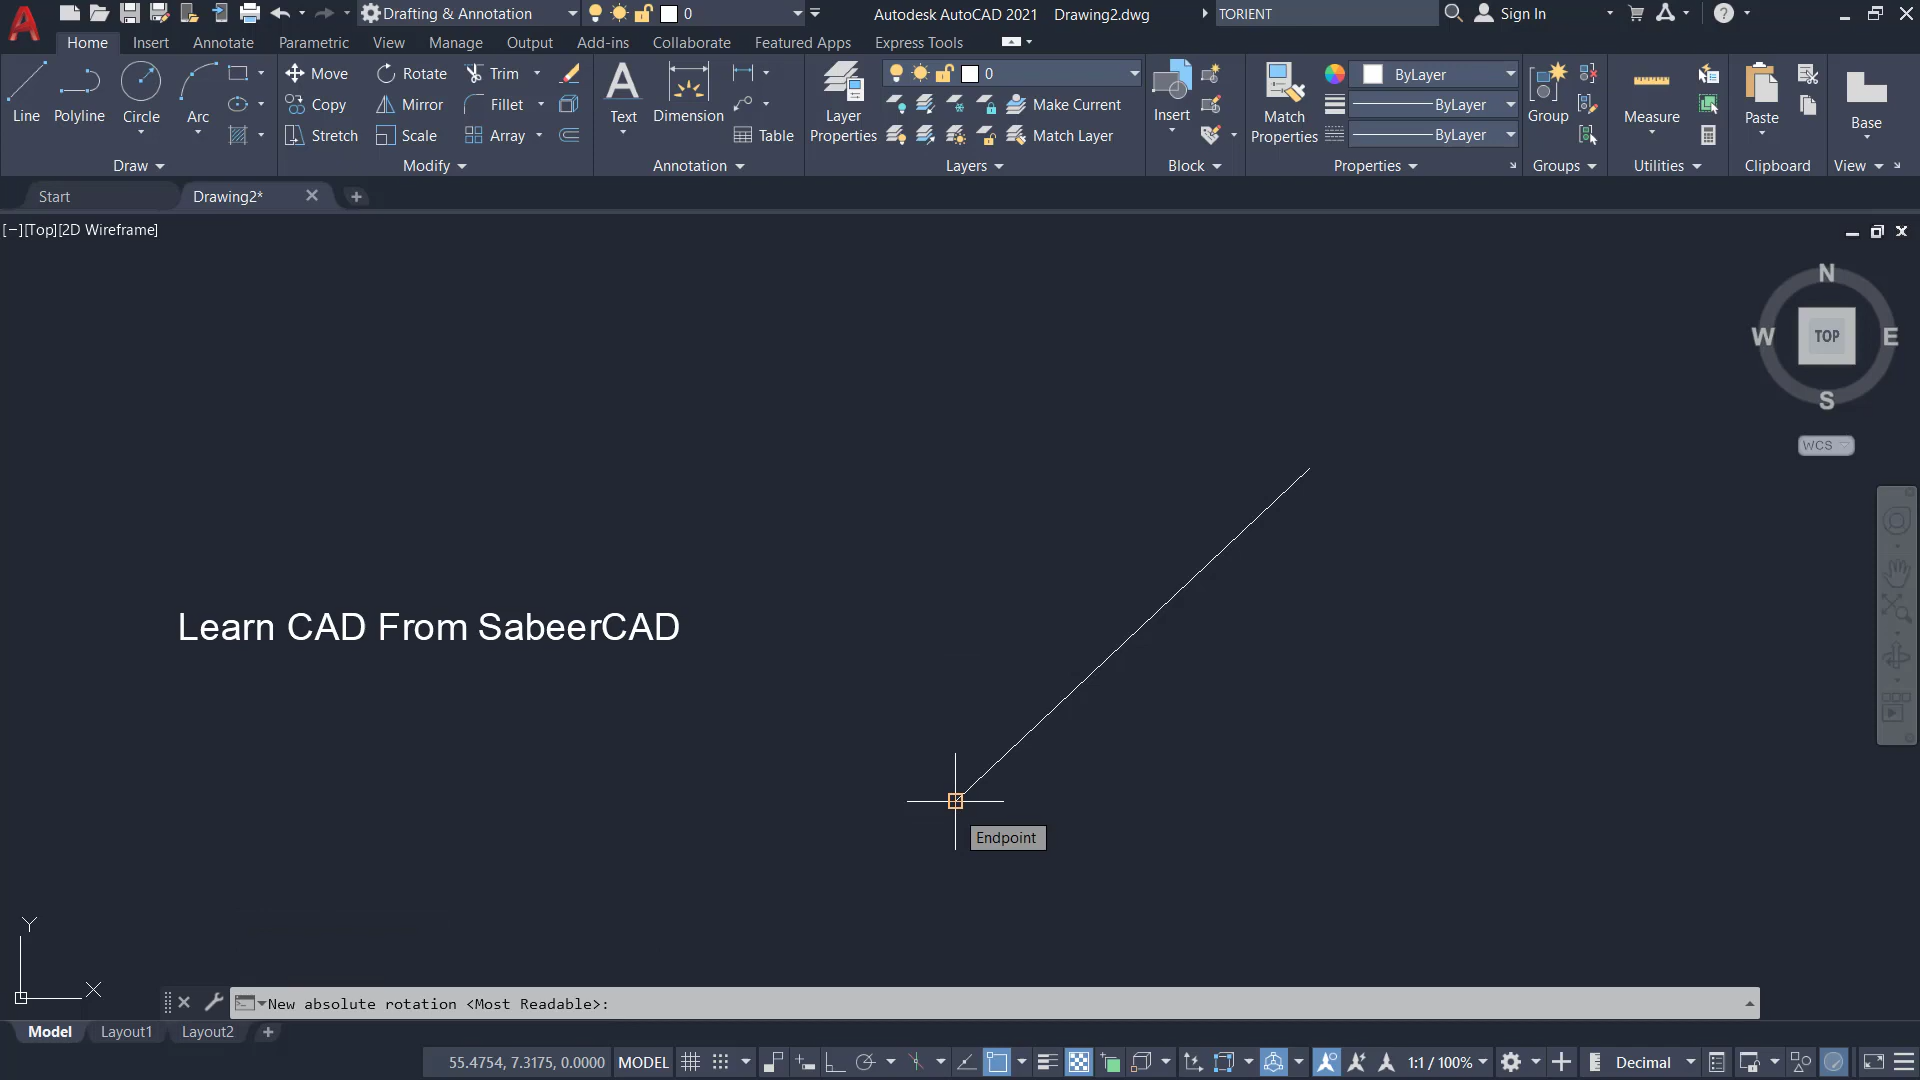 Drafting & Annotation
0
Autodesk AutoCAD 2021 Drawing2.dwg
TORIENT
Sign In
Home Insert Annotate Parametric View Manage Output Add-ins Collaborate Featured Apps Express Tools
Line
Polyline
Circle
Arc
Draw
Move
Rotate
Trim
Copy
Mirror
Fillet
Stretch
Scale
Array
Modify
Text
Dimension
Table
Annotation
Layer
Properties
0
Make Current
Match Layer
Layers
Insert
Block
Match
Properties
ByLayer
ByLayer
ByLayer
Properties
Group
Groups
Measure
Utilities
Paste
Clipboard
Base
View
Start
Drawing2*
[−][Top][2D Wireframe]
N
W
TOP
E
S
WCS
Learn CAD From SabeerCAD
Endpoint
Y
X
New absolute rotation <Most Readable>:
Model
Layout1
Layout2
55.4754, 7.3175, 0.0000
MODEL
1:1 / 100%
Decimal